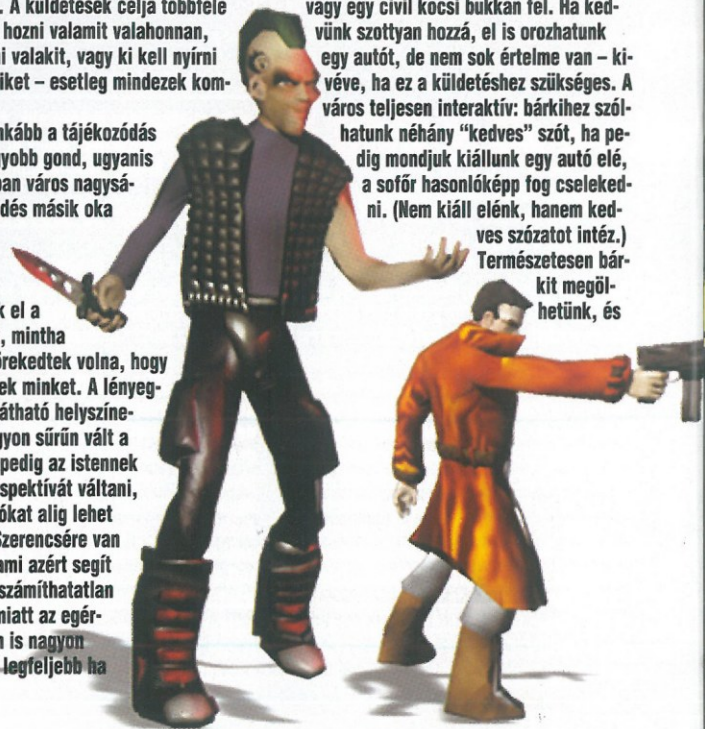 . A küldetések célja többféle
hozni valamit valahonnan,
ni valakit, vagy ki kell nyírni
iket – esetleg mindezek kom-
nkább a tájékozódás
gyobb gond, ugyanis
ban város nagysá-
dés másik oka
k el a
, mintha
örekedtek volna, hogy
ek minket. A lényeg-
átható helyszíne-
gyon sűrűn vált a
pedig az istennek
spektívát váltani,
ókat alig lehet
Szerencsére van
ami azért segít
számíthatatlan
miatt az egér-
n is nagyon
legfeljebb ha
vagy egy civil kocsi bukkan fel. Ha ked-
vünk szottyan hozzá, el is orozhatunk
egy autót, de nem sok értelme van – ki-
véve, ha ez a küldetéshez szükséges. A
város teljesen interaktív: bárkihez szól-
hatunk néhány "kedves" szót, ha pe-
dig mondjuk kiállunk egy autó elé,
a sofőr hasonlóképp fog cseleked-
ni. (Nem kiáll elénk, hanem ked-
ves szózatot intéz.)
Természetesen bár-
kit megöl-
hetünk, és